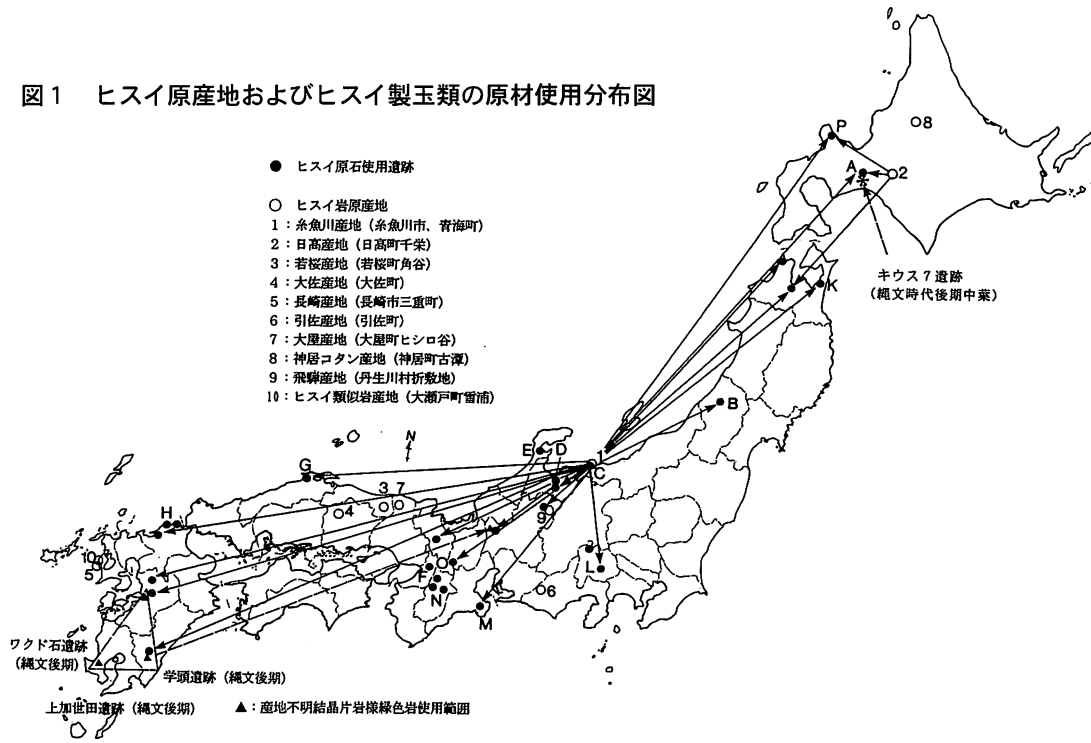 図1 ヒスイ原産地およびヒスイ製玉類の原材使用分布図
● ヒスイ原石使用遺跡
○ ヒスイ岩原産地
1:糸魚川産地(糸魚川市、青海町)
2:日高産地(日高町千栄)
3:若桜産地(若桜町角谷)
4:大佐産地(大佐町)
5:長崎産地(長崎市三重町)
6:引佐産地(引佐町)
7:大屋産地(大屋町ヒシロ谷)
8:神居コタン産地(神居町古潭)
9:飛騨産地(丹生川村折敷地)
10:ヒスイ類似岩産地(大瀬戸町雪浦)
P
8
A
2
キウス7遺跡
(縄文時代後期中葉)
J
K
B
N
E
D
1
C
G
3
7
4
H
9
10
5
I
O
F
L
6
N
M
ワクド石遺跡
(縄文後期)
学頭遺跡(縄文後期)
上加世田遺跡(縄文後期)
▲:産地不明結晶片岩様緑色岩使用範囲